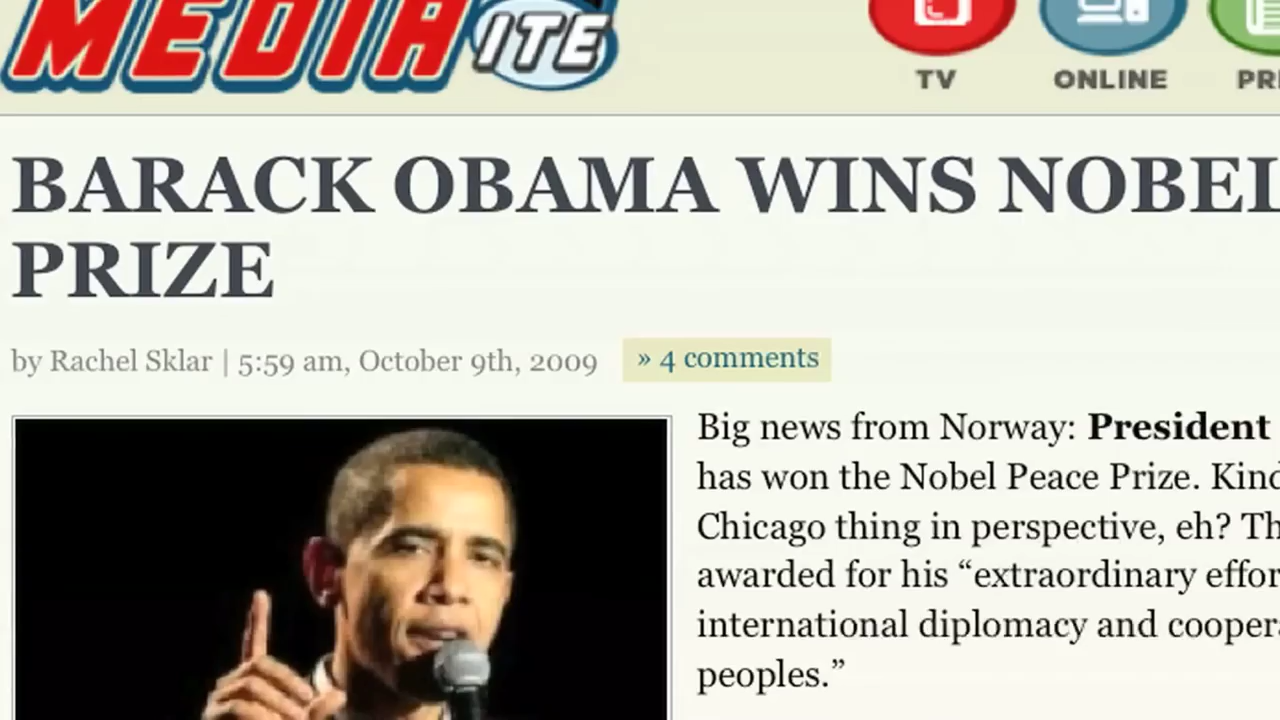 MEDIAITE
TV
ONLINE
BARACK OBAMA WINS NOBEL
PRIZE
by Rachel Sklar | 5:59 am, October 9th, 2009
» 4 comments
Big news from Norway: President
has won the Nobel Peace Prize. Kind
Chicago thing in perspective, eh? Th
awarded for his “extraordinary effor
international diplomacy and coopera
peoples.”